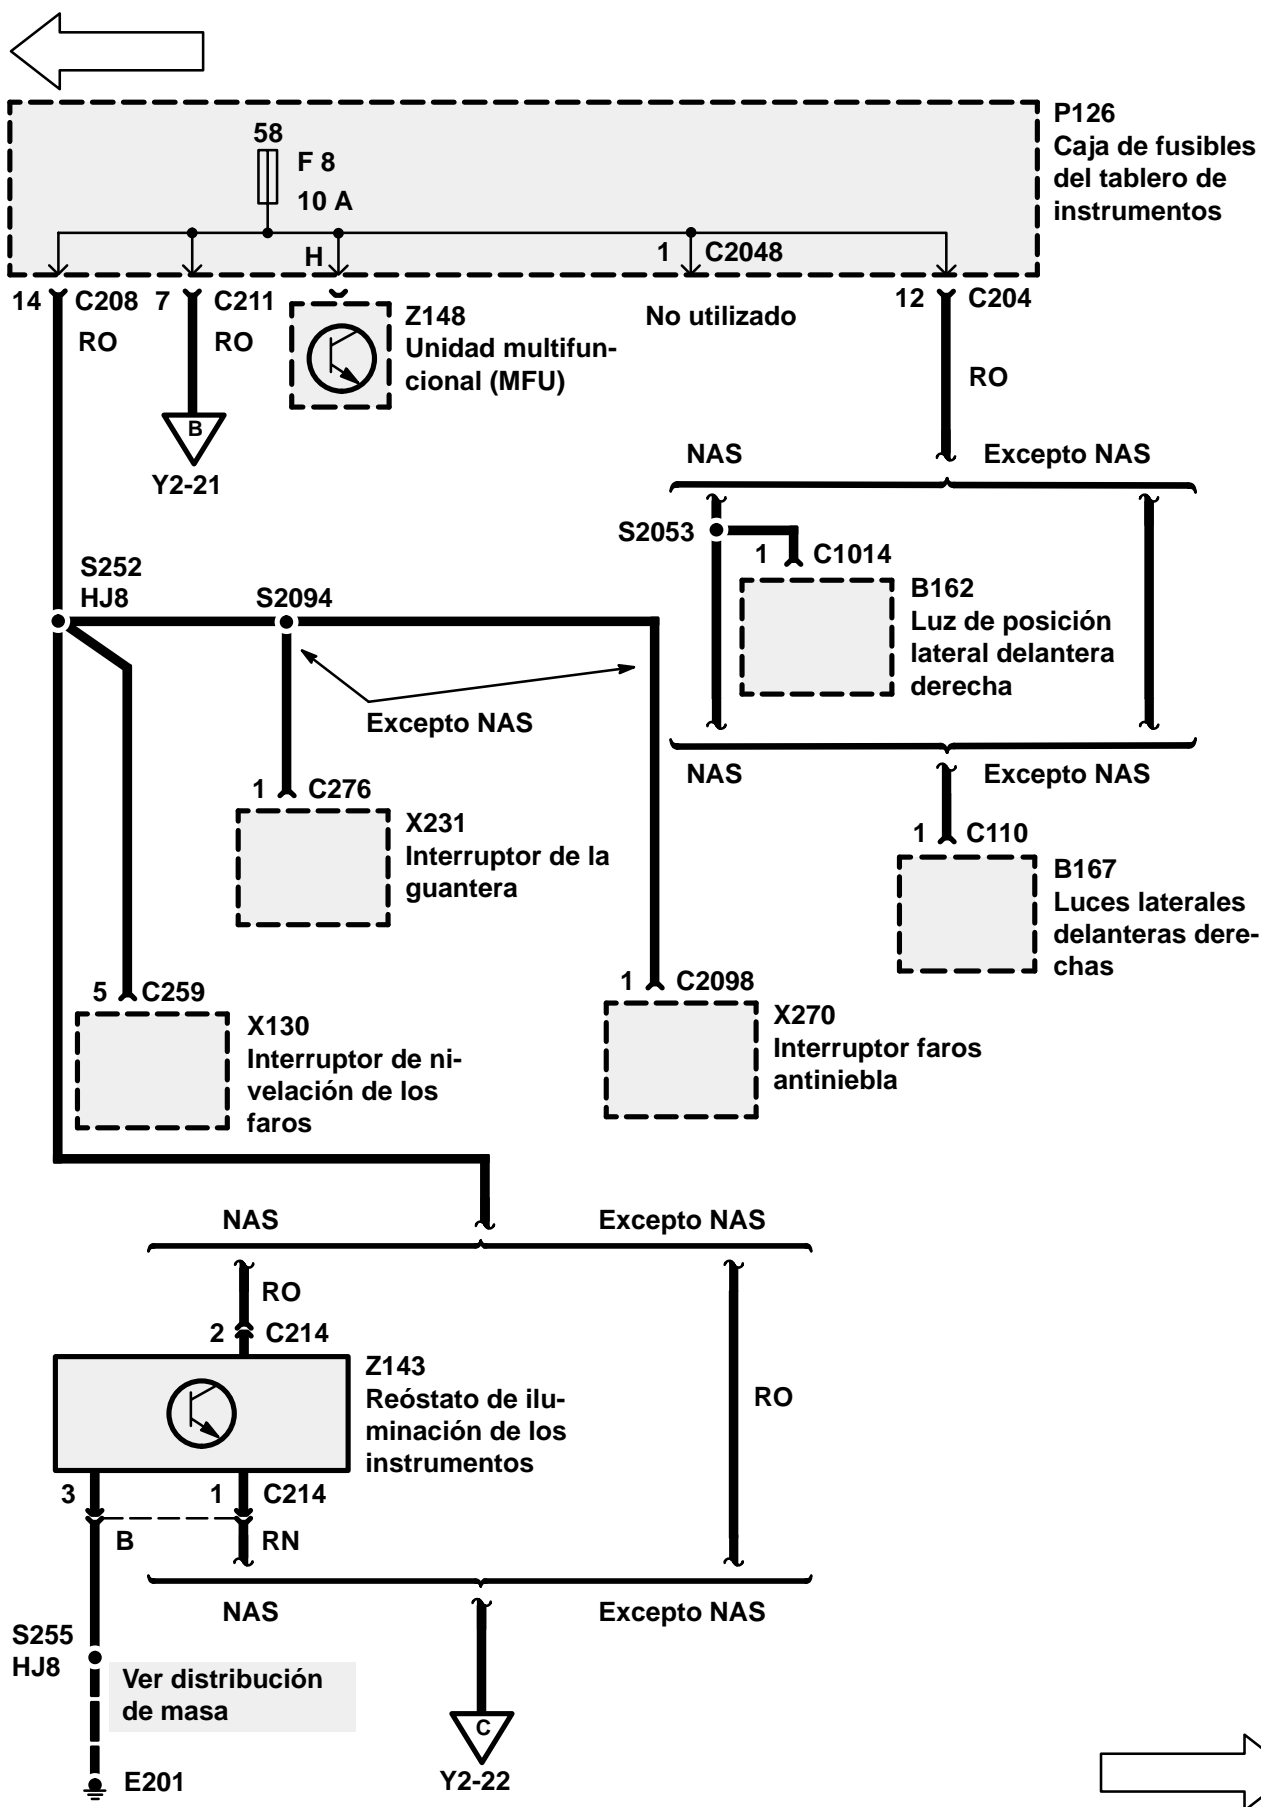 P126
Caja de fusibles
del tablero de
instrumentos
58
F 8
10 A
H
1 C2048
14 C208
RO
7 C211
RO
Z148
Unidad multifun-
cional (MFU)
No utilizado
12 C204
RO
B
Y2-21
NAS
Excepto NAS
S2053
1 C1014
B162
Luz de posición
lateral delantera
derecha
S252
HJ8
S2094
Excepto NAS
NAS
Excepto NAS
1 C276
X231
Interruptor de la
guantera
1 C110
B167
Luces laterales
delanteras dere-
chas
5 C259
X130
Interruptor de ni-
velación de los
faros
1 C2098
X270
Interruptor faros
antiniebla
NAS
Excepto NAS
RO
2 C214
Z143
Reóstato de ilu-
minación de los
instrumentos
RO
3
1 C214
B
RN
NAS
Excepto NAS
S255
HJ8
Ver distribución
de masa
E201
C
Y2-22